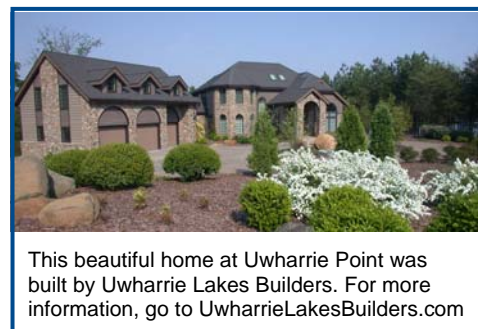 This beautiful home at Uwharrie Point was
built by Uwharrie Lakes Builders. For more
information, go to UwharrieLakesBuilders.com